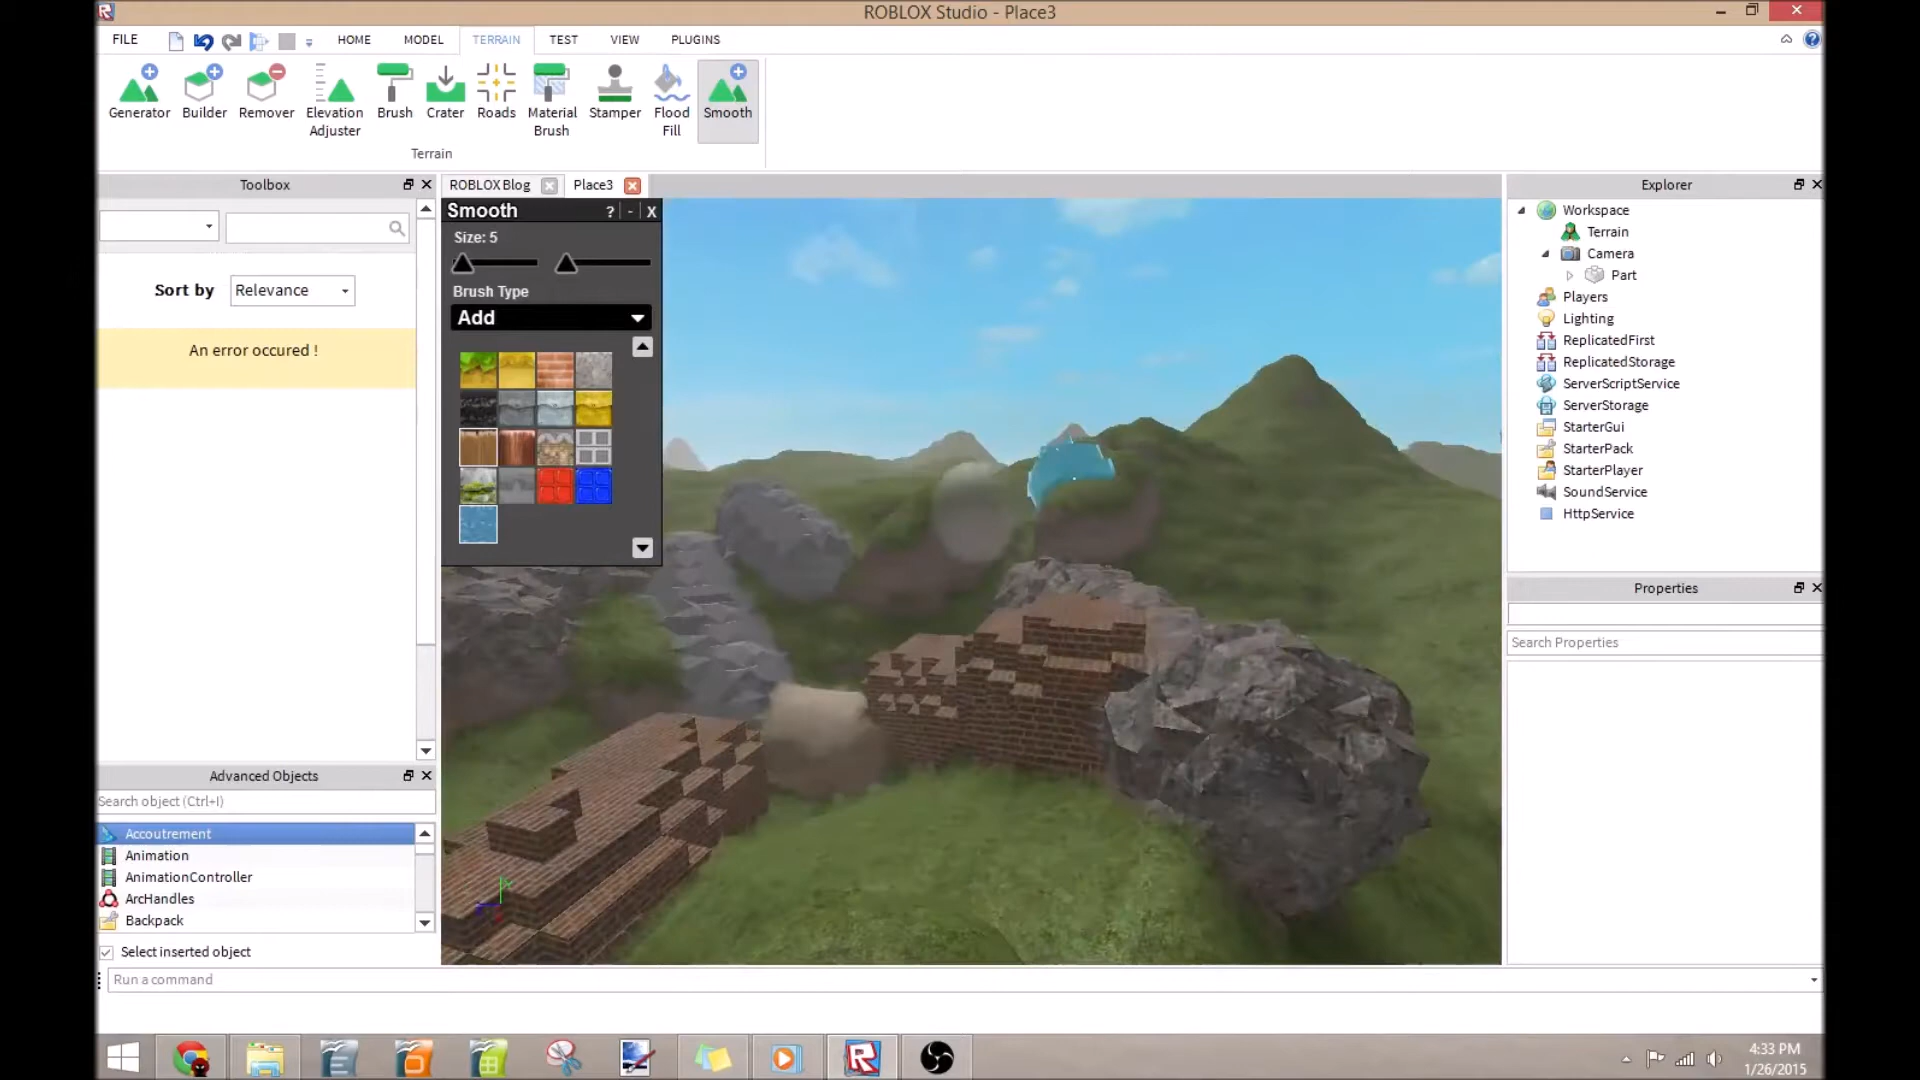 ROBLOX Studio - Place3
FILE
HOME
MODEL
TERRAIN
TEST
VIEW
PLUGINS
Generator
Builder
Remover
Elevation
Adjuster
Brush
Crater
Roads
Material
Brush
Stamper
Flood
Fill
Smooth
Terrain
Toolbox
Sort by
Relevance
An error occured !
ROBLOX Blog
Place3
Smooth
? - X
Size: 5
Brush Type
Add
Explorer
Workspace
Terrain
Camera
Part
Players
Lighting
ReplicatedFirst
ReplicatedStorage
ServerScriptService
ServerStorage
StarterGui
StarterPack
StarterPlayer
SoundService
HttpService
Properties
Search Properties
Advanced Objects
Search object (Ctrl+I)
Accoutrement
Animation
AnimationController
ArcHandles
Backpack
Select inserted object
Run a command
4:33 PM
1/26/2015